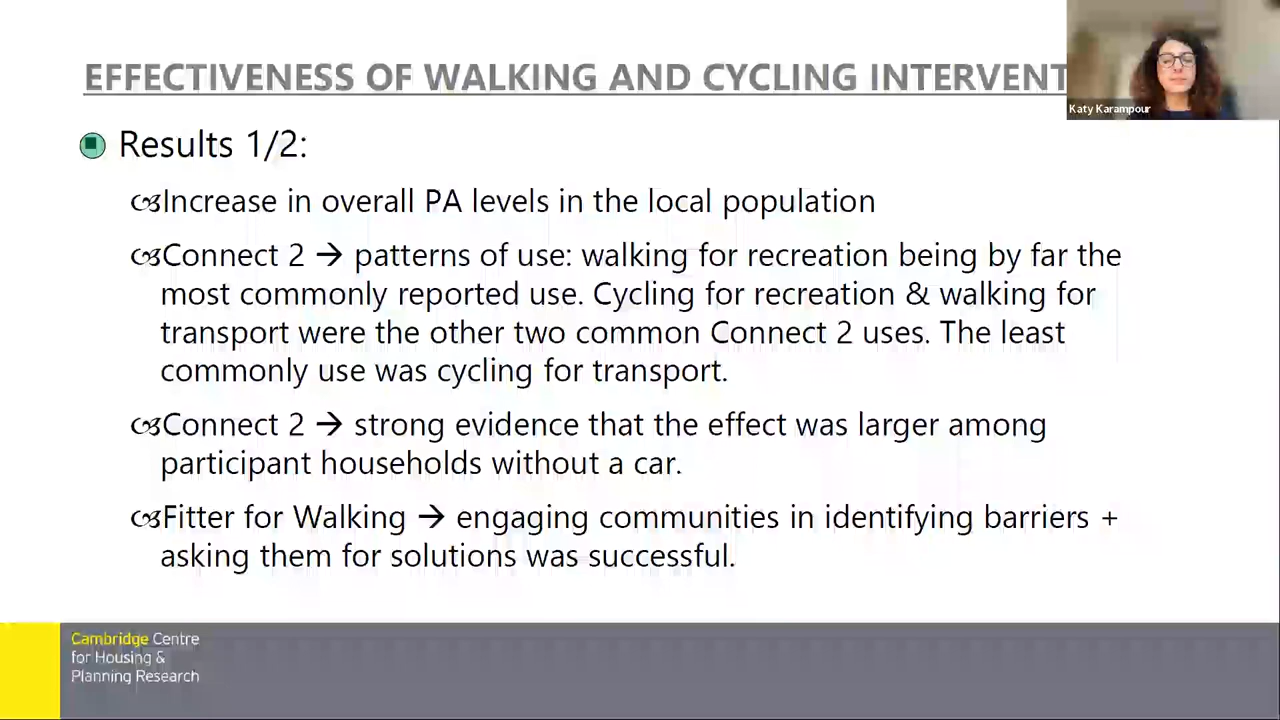 EFFECTIVENESS OF WALKING AND CYCLING INTERVENT
Katy Karampour
Results 1/2:
Increase in overall PA levels in the local population
Connect 2 → patterns of use: walking for recreation being by far the
most commonly reported use. Cycling for recreation & walking for
transport were the other two common Connect 2 uses. The least
commonly use was cycling for transport.
Connect 2 → strong evidence that the effect was larger among
participant households without a car.
Fitter for Walking → engaging communities in identifying barriers +
asking them for solutions was successful.
Cambridge Centre
for Housing &
Planning Research